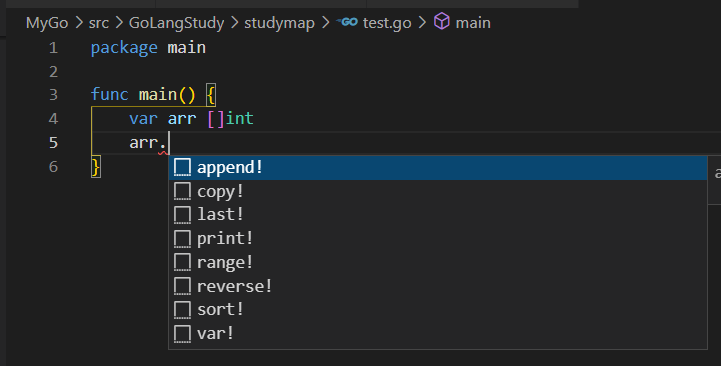 MyGo > src > GoLangStudy > studymap > GO test.go > main
1 package main
2
3 func main() {
4     var arr []int
5     arr.
append!
copy!
last!
print!
range!
reverse!
sort!
var!
6 }